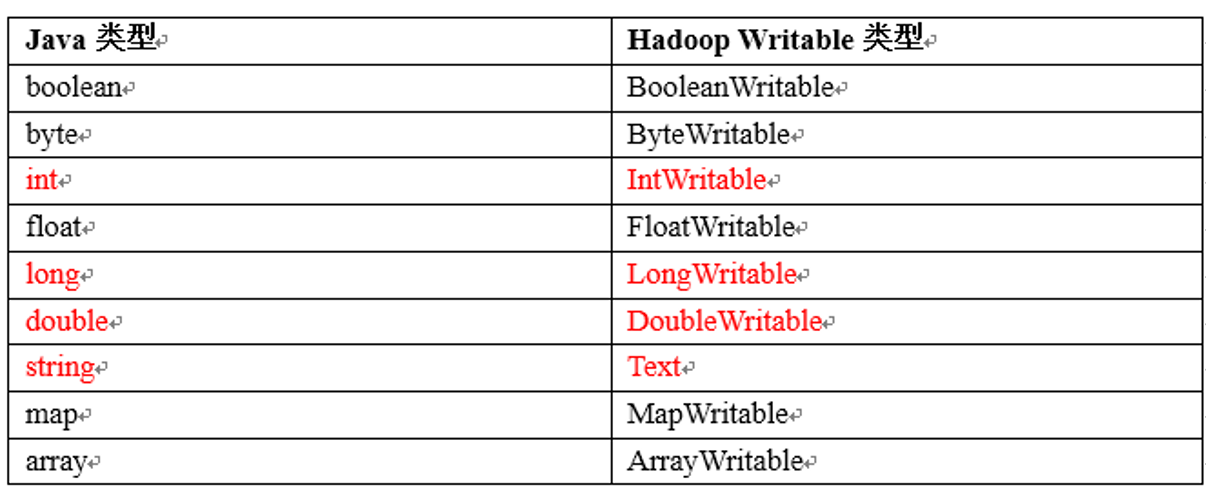 Java 类型 Hadoop Writable 类型
boolean BooleanWritable
byte ByteWritable
int IntWritable
float FloatWritable
long LongWritable
double DoubleWritable
string Text
map MapWritable
array ArrayWritable